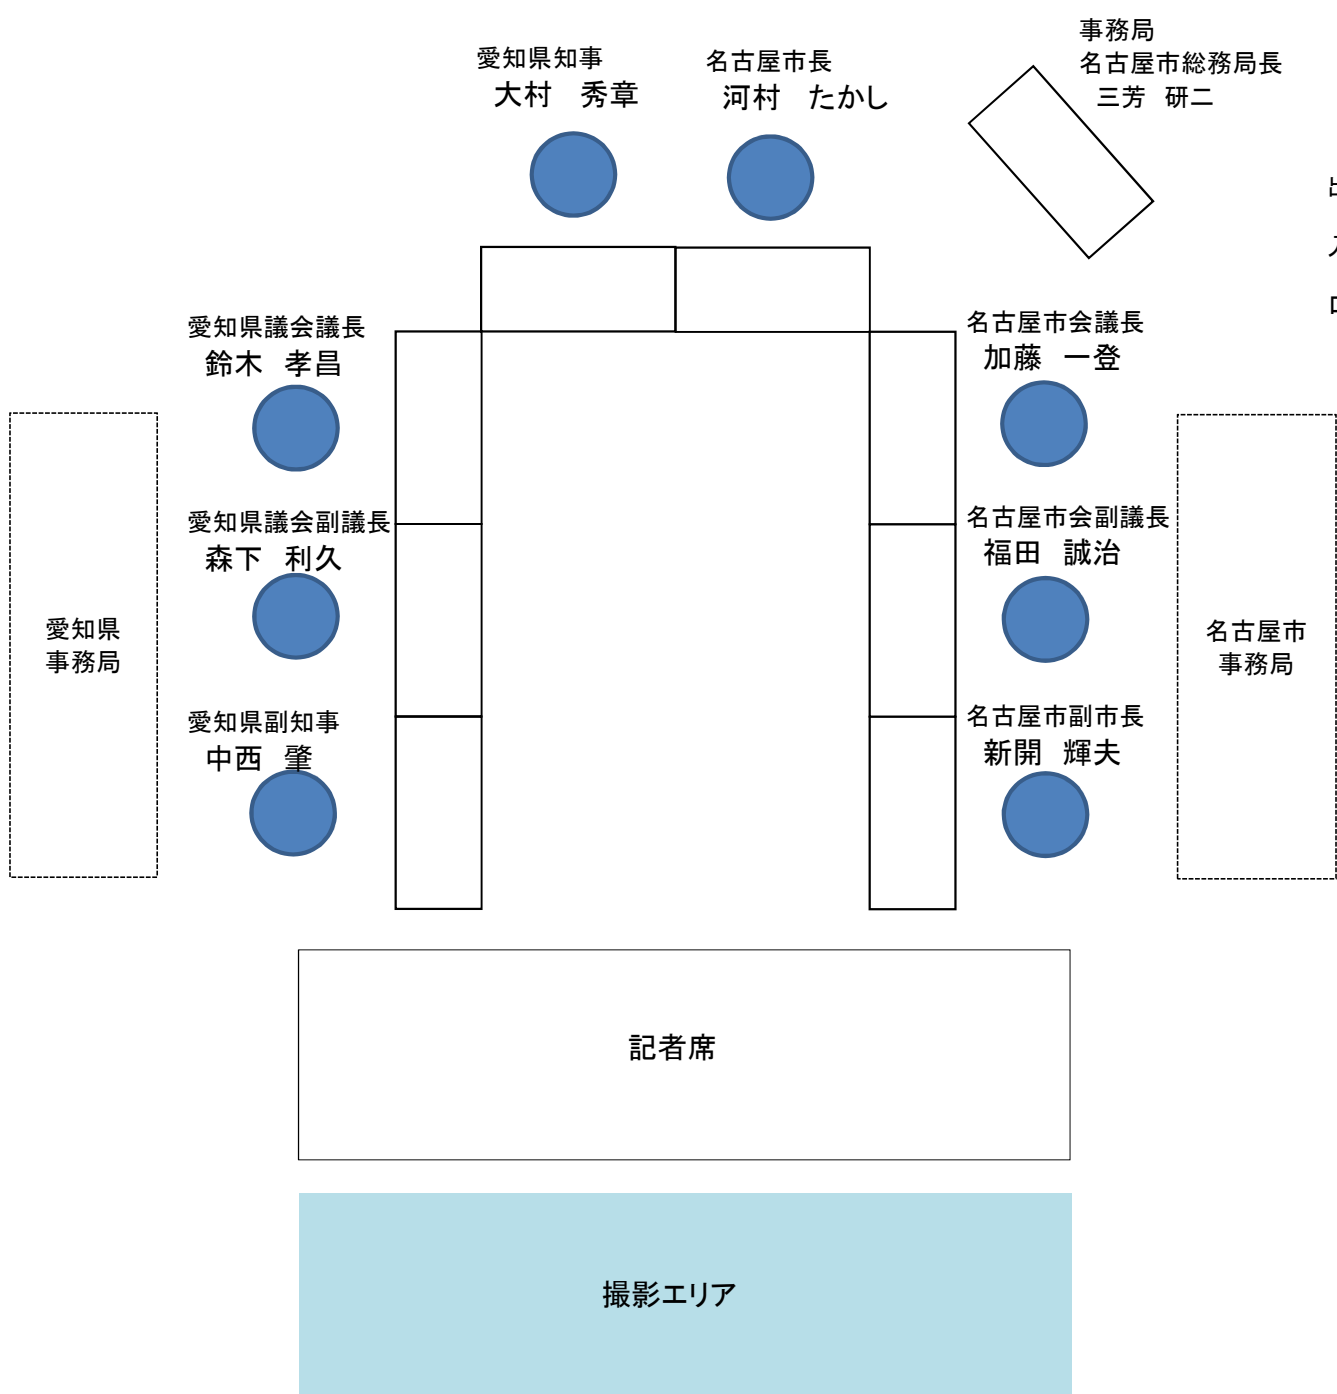 愛知県知事
大村　秀章
名古屋市長
河村　たかし
事務局
名古屋市総務局長
三芳　研二
愛知県議会議長
鈴木　孝昌
名古屋市会議長
加藤　一登
愛知県議会副議長
森下　利久
名古屋市会副議長
福田　誠治
愛知県
事務局
名古屋市
事務局
愛知県副知事
中西　肇
名古屋市副市長
新開　輝夫
記者席
撮影エリア